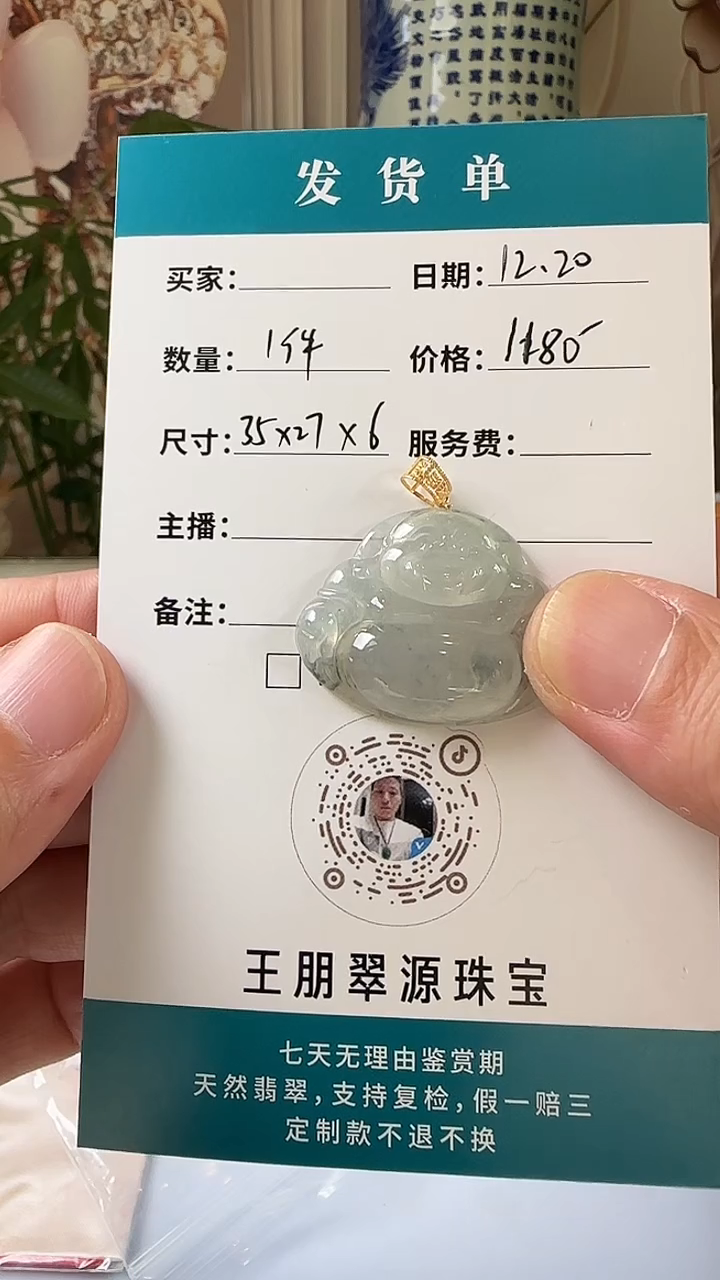 发货单
买家: 日期: 12.20
数量: 1件 价格: 1180
尺寸: 35×27×6 服务费:
主播:
备注:
王朋翠源珠宝
七天无理由鉴赏期
天然翡翠,支持复检,假一赔三
定制款不退不换